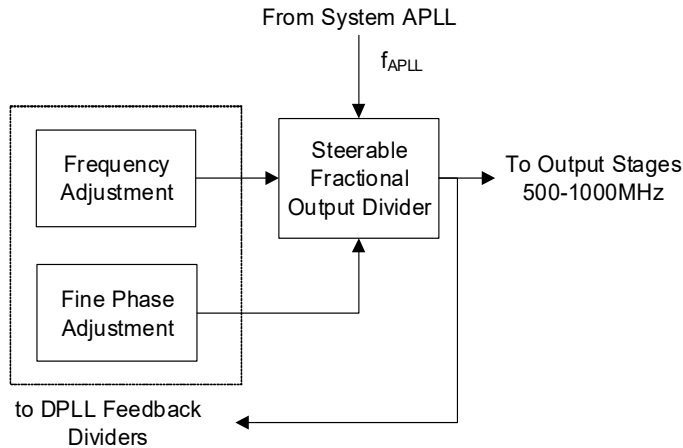 From System APLL
fAPLL
Frequency
Adjustment
Steerable
Fractional
Output Divider
To Output Stages
500-1000MHz
Fine Phase
Adjustment
to DPLL Feedback
Dividers